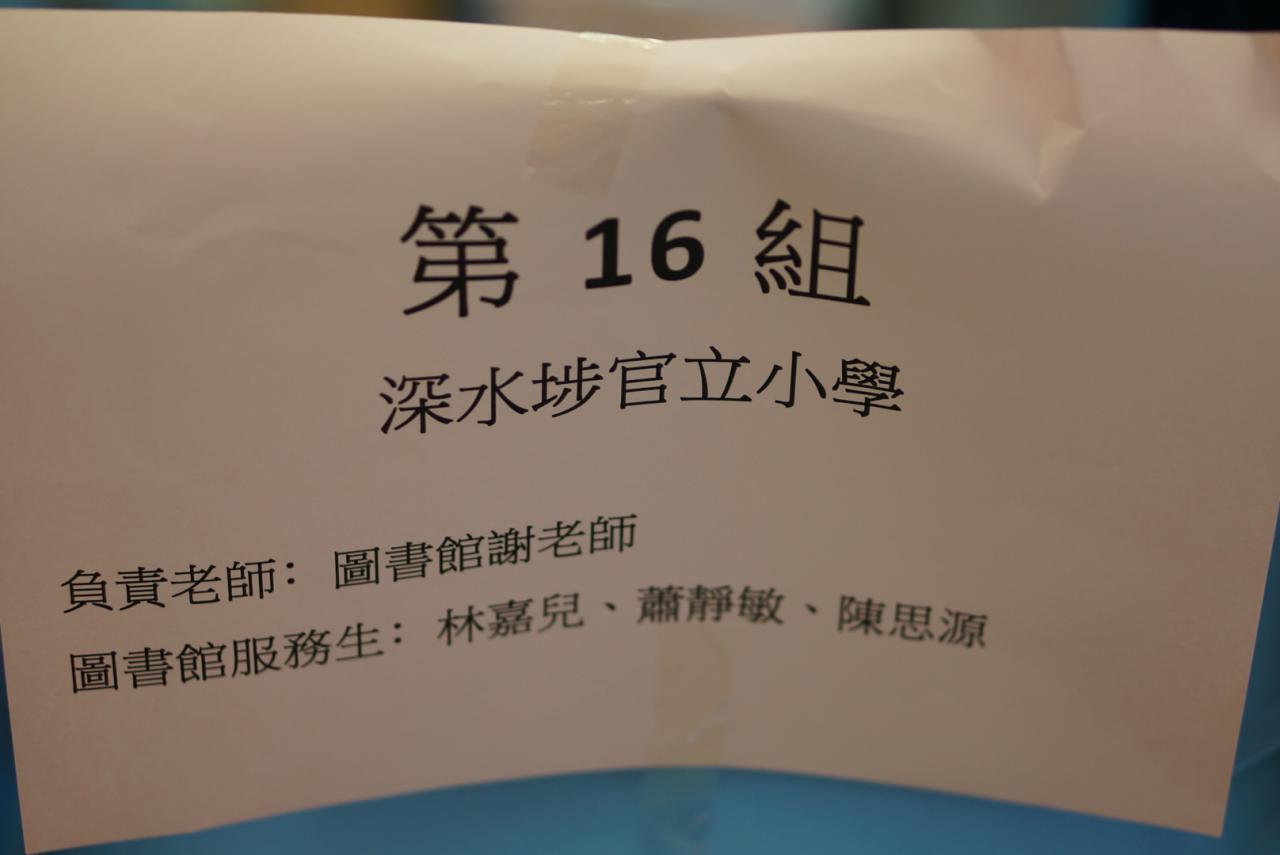 第 16 組
深水埗官立小學
負責老師：圖書館謝老師
圖書館服務生：林嘉兒、蕭靜敏、陳思源